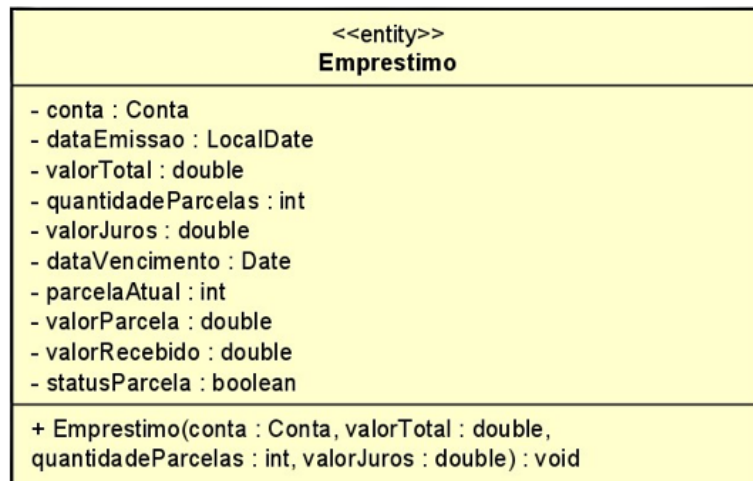 <<entity>>
Emprestimo
- conta : Conta
- dataEmissao : LocalDate
- valorTotal : double
- quantidadeParcelas : int
- valorJuros : double
- dataVencimento : Date
- parcelaAtual : int
- valorParcela : double
- valorRecebido : double
- statusParcela : boolean
+ Emprestimo(conta : Conta, valorTotal : double,
quantidadeParcelas : int, valorJuros : double) : void